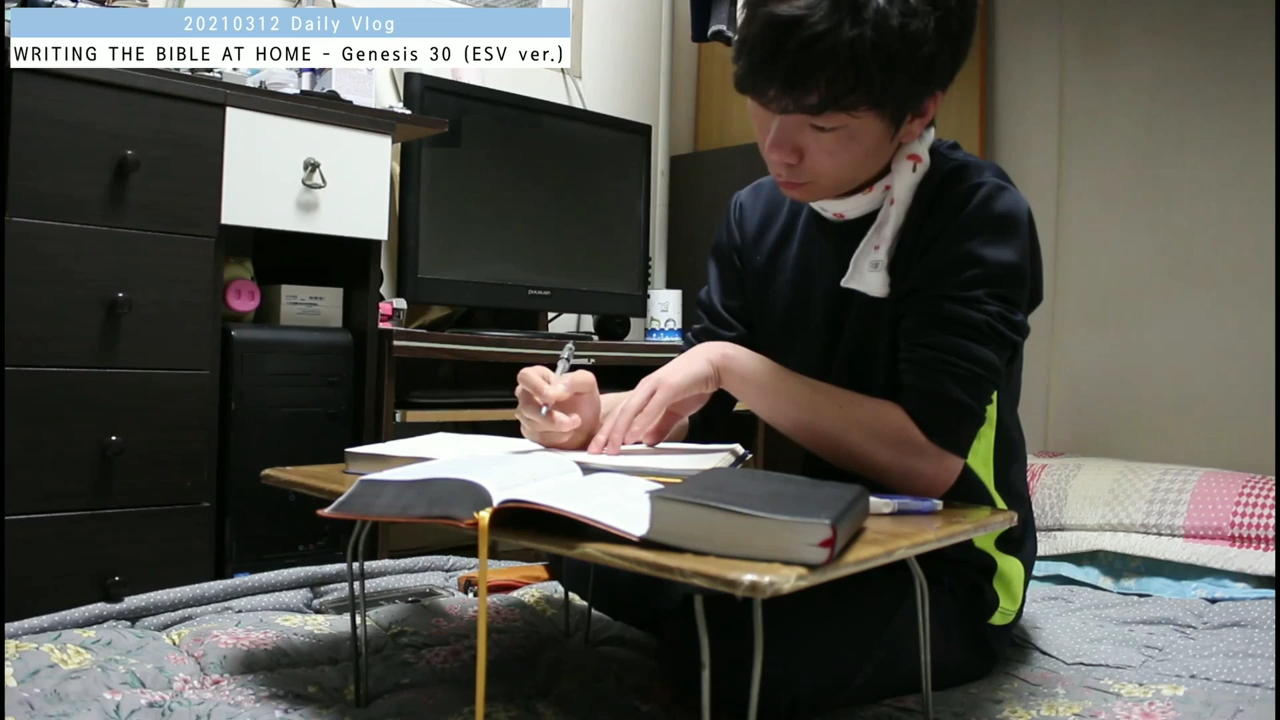 20210312 Daily Vlog
WRITING THE BIBLE AT HOME - Genesis 30 (ESV ver.)